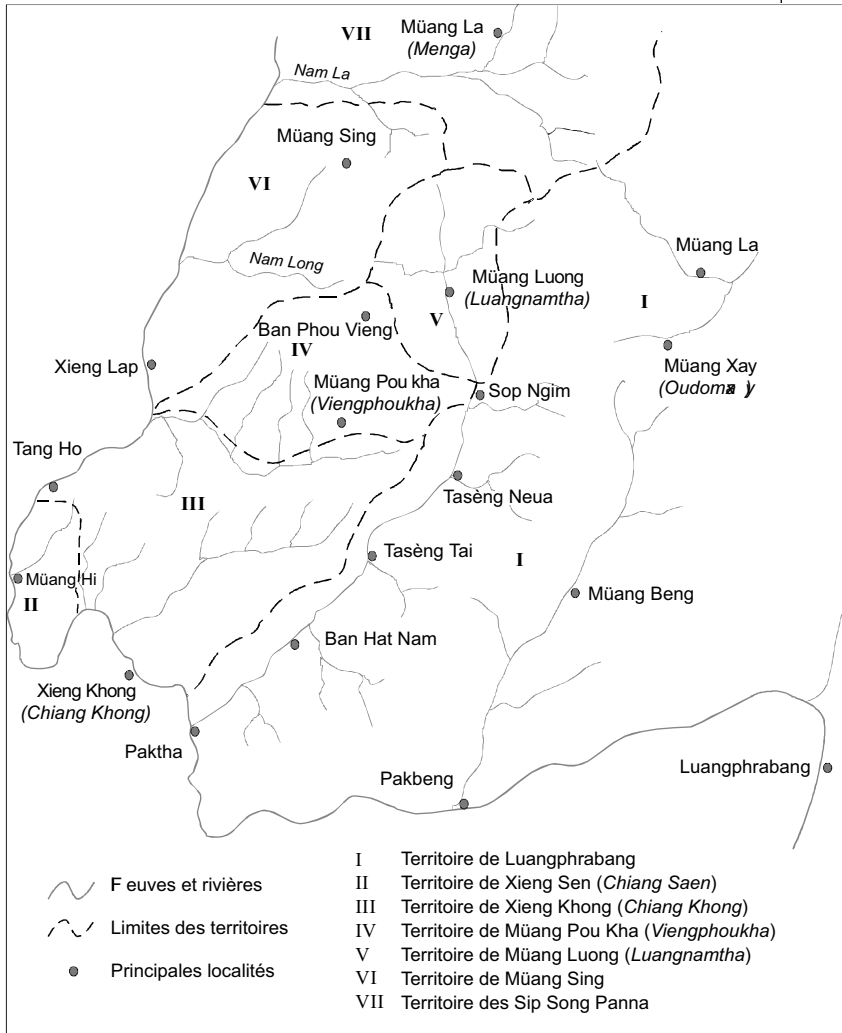 VII
Müang La
(Menga)
Nam La
Müang Sing
VI
Nam Long
Müang La
Müang Luong
(Luangnamtha)
I
V
Ban Phou Vieng
IV
Xieng Lap
Müang Xay
Müang Pou kha
(Viengphoukha)
Sop Ngim
Tang Ho
III
Tasèng Neua
Tasèng Tai
I
Müang Hi
II
Müang Beng
Ban Hat Nam
Xieng Khong
(Chiang Khong)
Paktha
Pakbeng
Luangphrabang
F euves et rivières
Limites des territoires
Principales localités
I Territoire de Luangphrabang
II Territoire de Xieng Sen (Chiang Saen)
III Territoire de Xieng Khong (Chiang Khong)
IV Territoire de Müang Pou Kha (Viengphoukha)
V Territoire de Müang Luong (Luangnamtha)
VI Territoire de Müang Sing
VII Territoire des Sip Song Panna